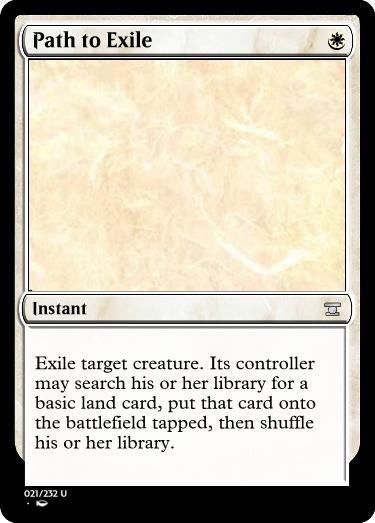 Path to Exile
Instant
Exile target creature. Its controller
may search his or her library for a
basic land card, put that card onto
the battlefield tapped, then shuffle
his or her library.
021/232 U